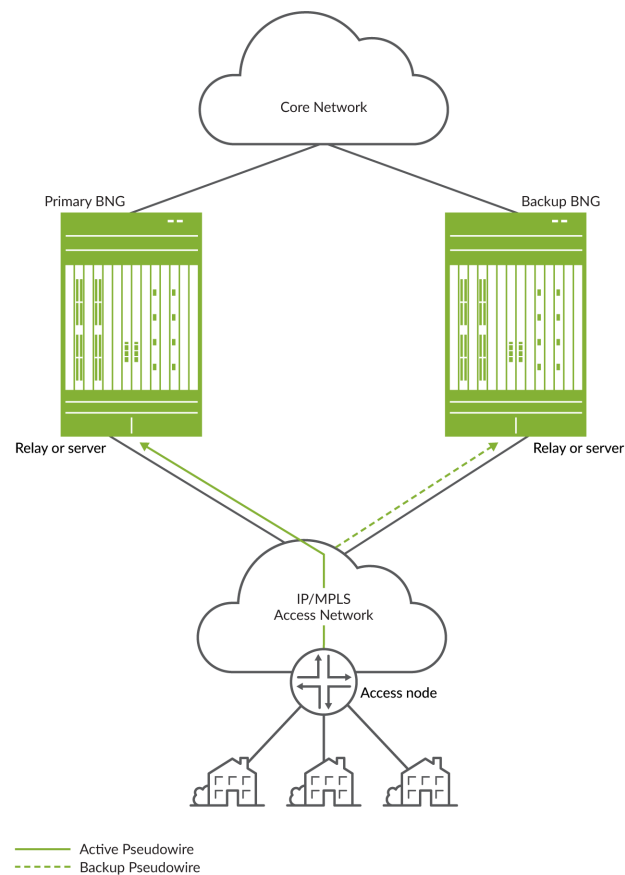 Core Network
Primary BNG
Backup BNG
Relay or server
Relay or server
IP/MPLS
Access Network
Access node
Active Pseudowire
Backup Pseudowire